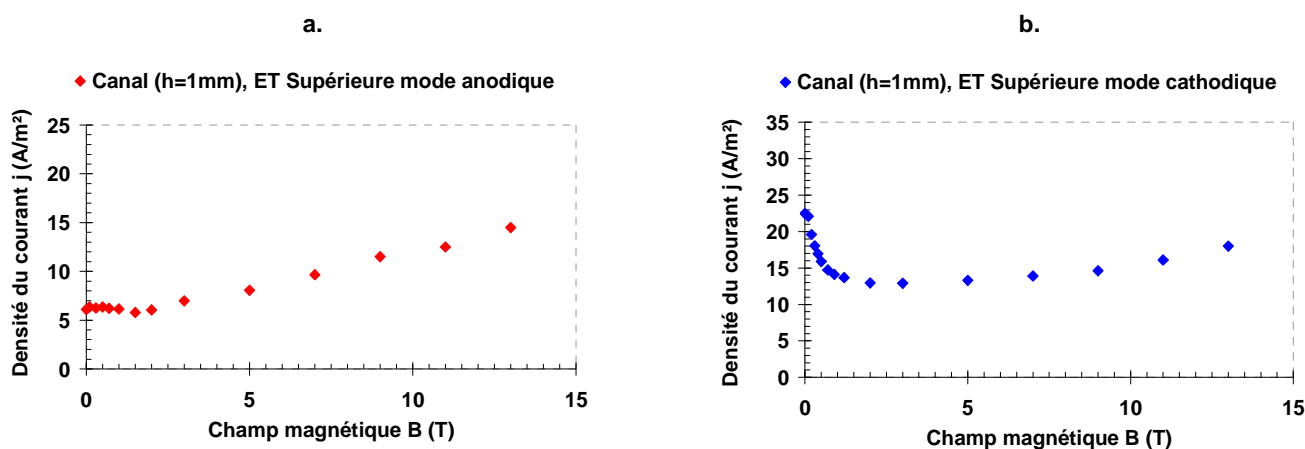 a.
Canal (h=1mm), ET Supérieure mode anodique
Densité du courant j (A/m²)
25
20
15
10
5
0
0 5 10 15
Champ magnétique B (T)
b.
Canal (h=1mm), ET Supérieure mode cathodique
Densité du courant j (A/m²)
35
30
25
20
15
10
5
0
0 5 10 15
Champ magnétique B (T)